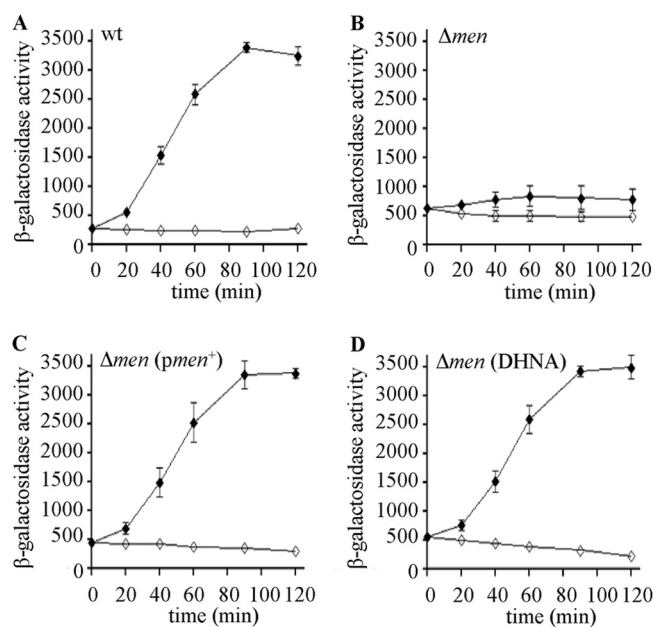 A
wt
β-galactosidase activity
3500
3000
2500
2000
1500
1000
500
0
0 20 40 60 80 100 120
time (min)
B
Δmen
β-galactosidase activity
3500
3000
2500
2000
1500
1000
500
0
0 20 40 60 80 100 120
time (min)
C
Δmen (pmen+)
β-galactosidase activity
3500
3000
2500
2000
1500
1000
500
0
0 20 40 60 80 100 120
time (min)
D
Δmen (DHNA)
β-galactosidase activity
3500
3000
2500
2000
1500
1000
500
0
0 20 40 60 80 100 120
time (min)